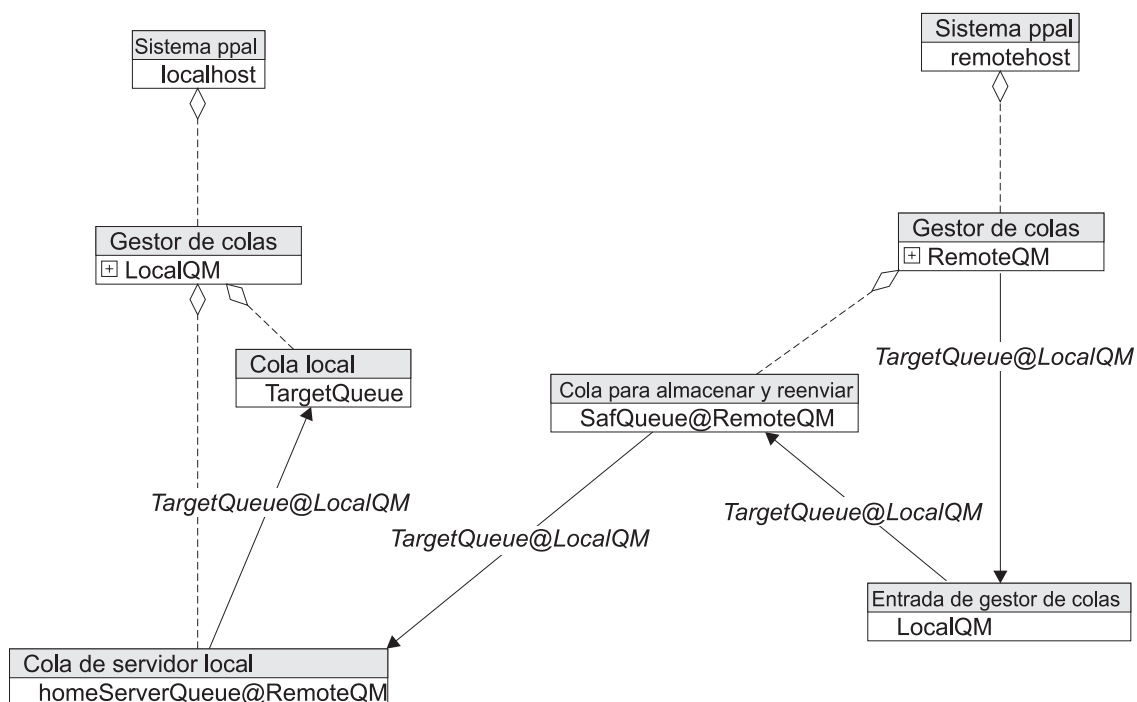 Sistema ppal
localhost
Sistema ppal
remotehost
Gestor de colas
LocalQM
Gestor de colas
RemoteQM
Cola local
TargetQueue
TargetQueue@LocalQM
Cola para almacenar y reenviar
SafQueue@RemoteQM
TargetQueue@LocalQM
TargetQueue@LocalQM
TargetQueue@LocalQM
Entrada de gestor de colas
LocalQM
Cola de servidor local
homeServerQueue@RemoteQM